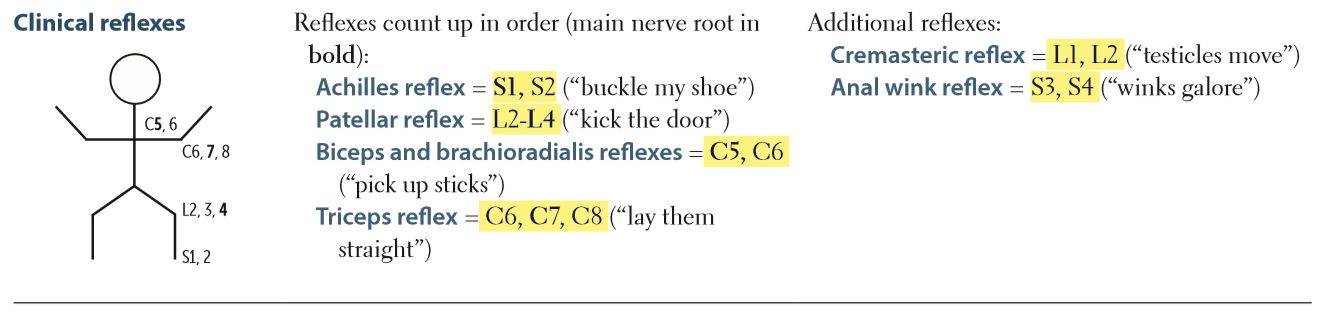 Clinical reflexes
C5, 6
C6, 7, 8
L2, 3, 4
S1, 2
Reflexes count up in order (main nerve root in
bold):
Achilles reflex = S1, S2 (“buckle my shoe”)
Patellar reflex = L2-L4 (“kick the door”)
Biceps and brachioradialis reflexes = C5, C6
(“pick up sticks”)
Triceps reflex = C6, C7, C8 (“lay them
straight”)
Additional reflexes:
Cremasteric reflex = L1, L2 (“testicles move”)
Anal wink reflex = S3, S4 (“winks galore”)